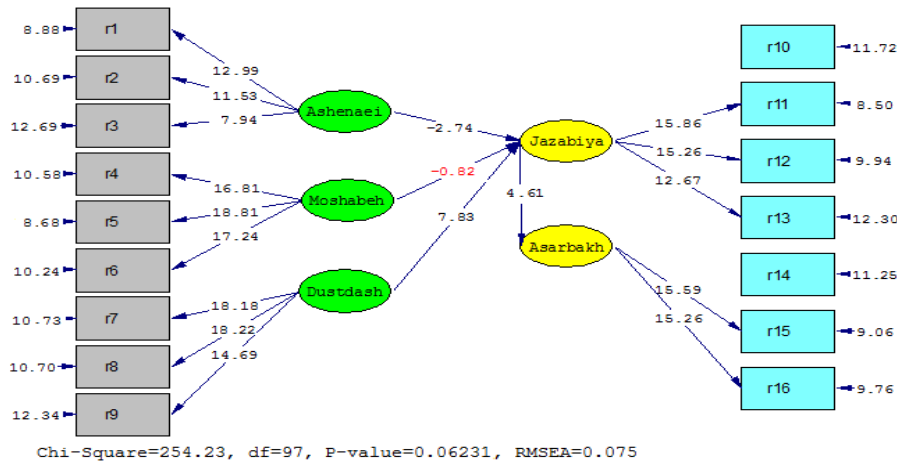 8.88 r1
10.69 r2
12.69 r3
10.58 r4
8.68 r5
10.24 r6
10.73 r7
10.70 r8
12.34 r9
12.99
11.53
7.94
16.81
18.81
17.24
18.18
18.22
14.69
Ashenaei
Moshabeh
Dustdash
-2.74
-0.82
7.83
Jazabiya
4.61
Asarbakh
15.86
15.26
12.67
15.59
15.26
r10 11.72
r11 8.50
r12 9.94
r13 12.30
r14 11.25
r15 9.06
r16 9.76
Chi-Square=254.23, df=97, P-value=0.06231, RMSEA=0.075